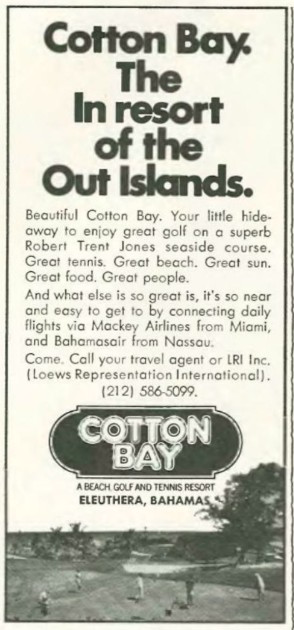 Cotton Bay.
The
In resort
of the
Out Islands.
Beautiful Cotton Bay. Your little hide-
away to enjoy great golf on a superb
Robert Trent Jones seaside course.
Great tennis. Great beach. Great sun.
Great food. Great people.
And what else is so great is, it's so near
and easy to get to by connecting daily
flights via Mackey Airlines from Miami,
and Bahamasair from Nassau.
Come. Call your travel agent or LRI Inc.
(Loews Representation International).
(212) 586-5099.
COTTON
BAY
A BEACH, GOLF AND TENNIS RESORT
ELEUTHERA, BAHAMAS